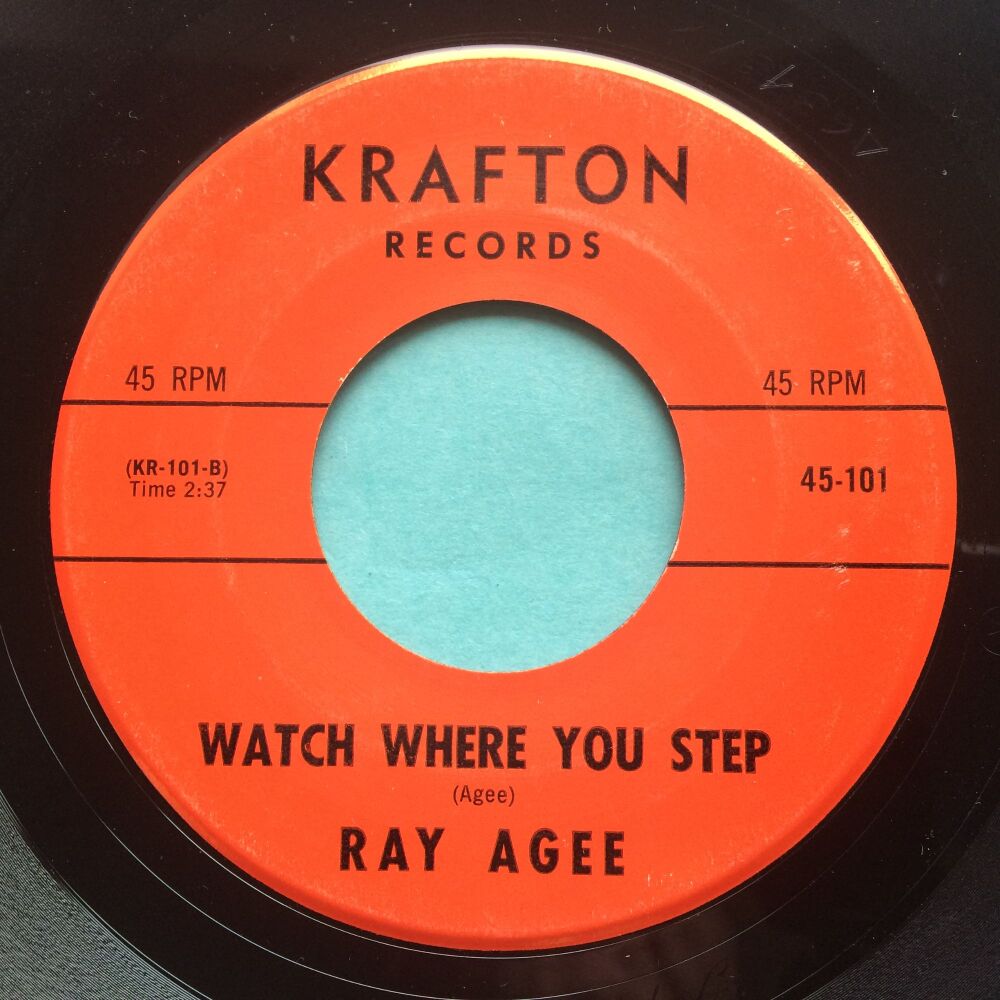 KRAFTON
RECORDS
45 RPM
45 RPM
(KR-101-B)
Time 2:37
45-101
WATCH WHERE YOU STEP
(Agee)
RAY AGEE